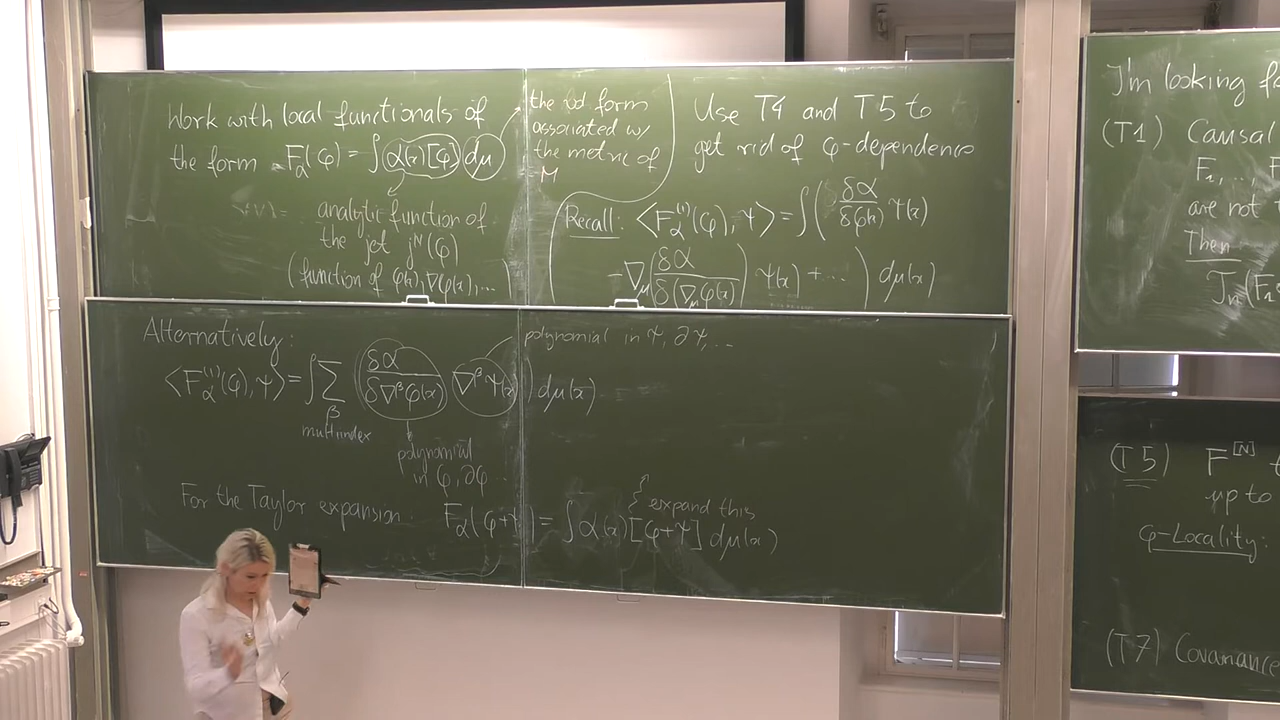 Work with local functionals of
the form F_α(φ) = ∫ α(x)[φ] dμ
the vol form
associated w/
the metric of
M
analytic function of
the jet j^N(φ)
(function of φ(x), ∇φ(x), ...)
Use T4 and T5 to
get rid of φ-dependence
Recall: ⟨F_α^{(1)}(φ), ψ⟩ = ∫( δα/δφ(x) ψ(x)
-∇_μ( δα/δ(∇_μφ(x)) ) ψ(x) + ... ) dμ(x)
Alternatively:
polynomial in ψ, ∂ψ, ...
⟨F_α^{(1)}(φ), ψ⟩ = ∫ Σ_β ( δα/δ∇^βφ(x) ∇^βψ(x) ) dμ(x)
multiindex
polynomial
in φ, ∂φ ...
For the Taylor expansion:
expand this
F_α(φ+ψ) = ∫ α(x)[φ+ψ] dμ(x)
I'm looking
(T1) Causal
F_1, ...,
are not
Then
(T5) F^{[N]}
up to
φ-Locality:
(T7) Covariance